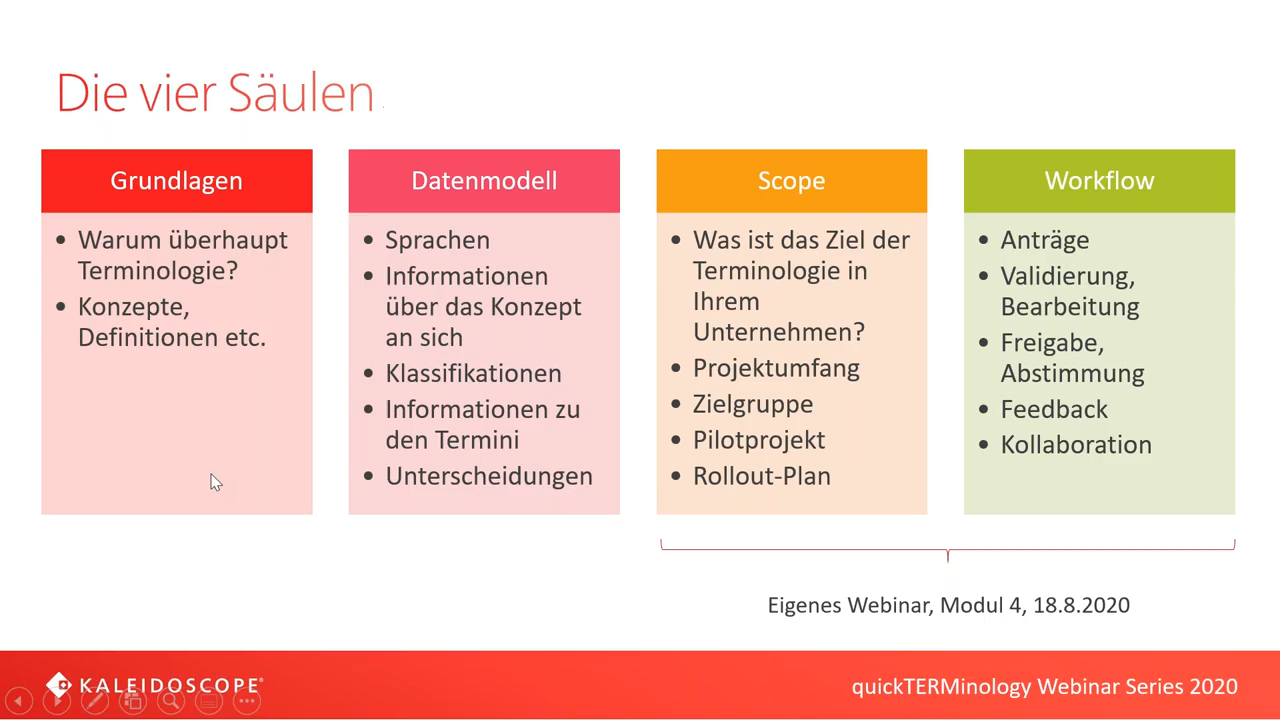 Die vier Säulen
Grundlagen
• Warum überhaupt
Terminologie?
• Konzepte,
Definitionen etc.
Datenmodell
• Sprachen
• Informationen
über das Konzept
an sich
• Klassifikationen
• Informationen zu
den Termini
• Unterscheidungen
Scope
• Was ist das Ziel der
Terminologie in
Ihrem
Unternehmen?
• Projektumfang
• Zielgruppe
• Pilotprojekt
• Rollout-Plan
Workflow
• Anträge
• Validierung,
Bearbeitung
• Freigabe,
Abstimmung
• Feedback
• Kollaboration
Eigenes Webinar, Modul 4, 18.8.2020
KALEIDOSCOPE®
quickTERMinology Webinar Series 2020